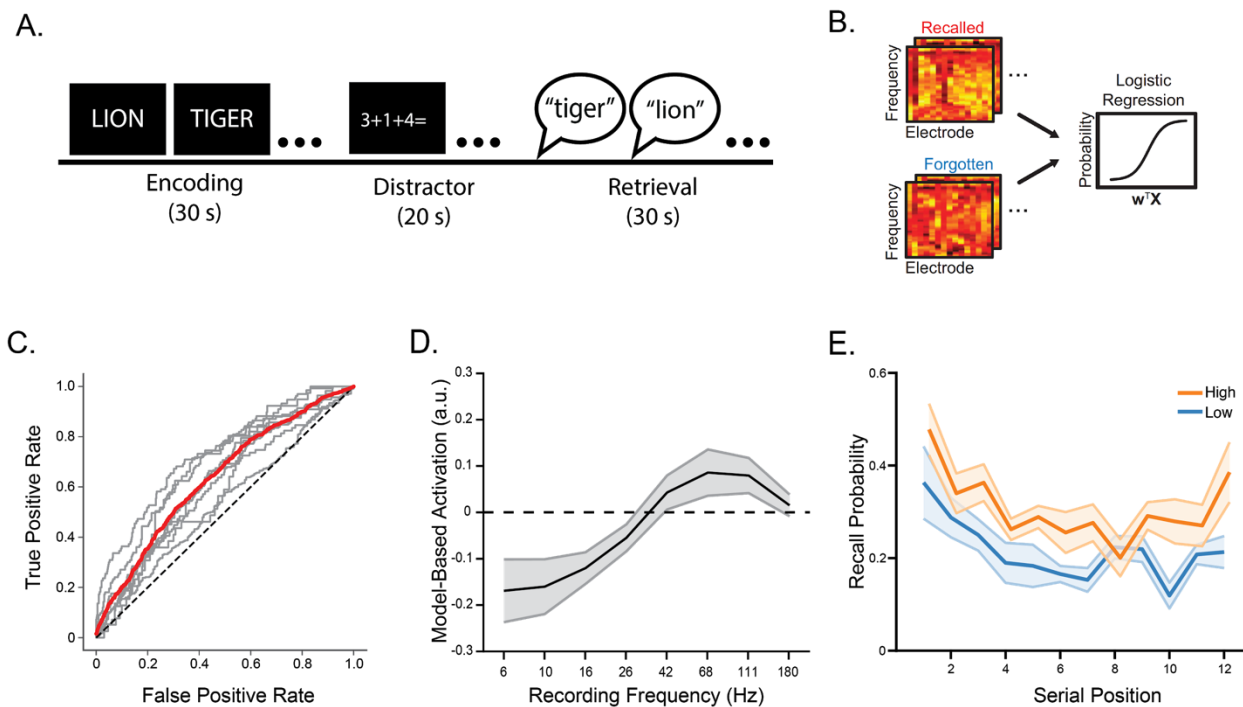 A.
LION
TIGER
3+1+4=
"tiger"
"lion"
Encoding
(30 s)
Distractor
(20 s)
Retrieval
(30 s)
B.
Recalled
Frequency
Electrode
...
Forgotten
Frequency
Electrode
...
Logistic
Regression
Probability
wᵀX
C.
True Positive Rate
1.0
0.8
0.6
0.4
0.2
0
0 0.2 0.4 0.6 0.8 1.0
False Positive Rate
D.
Model-Based Activation (a.u.)
0.3
0.2
0.1
0
-0.1
-0.2
-0.3
6 10 16 26 42 68 111 180
Recording Frequency (Hz)
E.
Recall Probability
0.6
0.4
0.2
0
High
Low
2 4 6 8 10 12
Serial Position